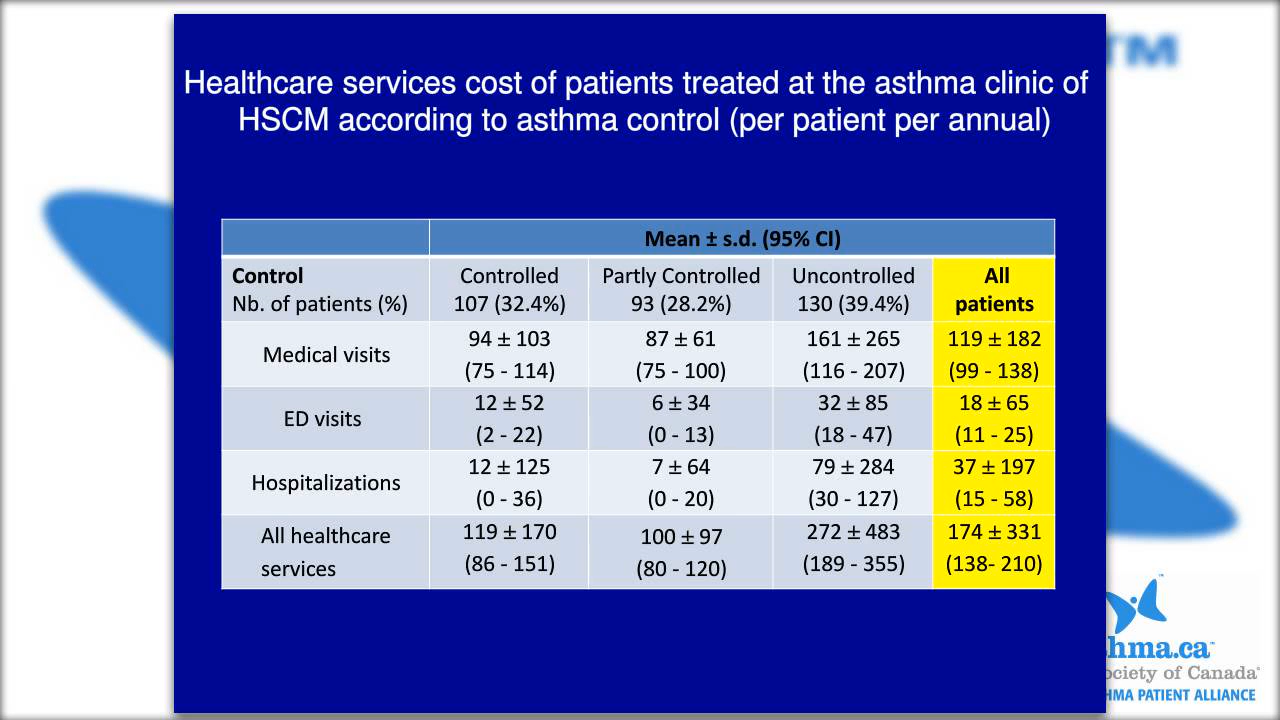 TM
Healthcare services cost of patients treated at the asthma clinic of
HSCM according to asthma control (per patient per annual)
Mean ± s.d. (95% CI)
Control Controlled Partly Controlled Uncontrolled All
Nb. of patients (%) 107 (32.4%) 93 (28.2%) 130 (39.4%) patients
Medical visits 94 ± 103 87 ± 61 161 ± 265 119 ± 182
(75 - 114) (75 - 100) (116 - 207) (99 - 138)
ED visits 12 ± 52 6 ± 34 32 ± 85 18 ± 65
(2 - 22) (0 - 13) (18 - 47) (11 - 25)
Hospitalizations 12 ± 125 7 ± 64 79 ± 284 37 ± 197
(0 - 36) (0 - 20) (30 - 127) (15 - 58)
All healthcare 119 ± 170 100 ± 97 272 ± 483 174 ± 331
services (86 - 151) (80 - 120) (189 - 355) (138- 210)
hma.ca™
ociety of Canada
HMA PATIENT ALLIANCE